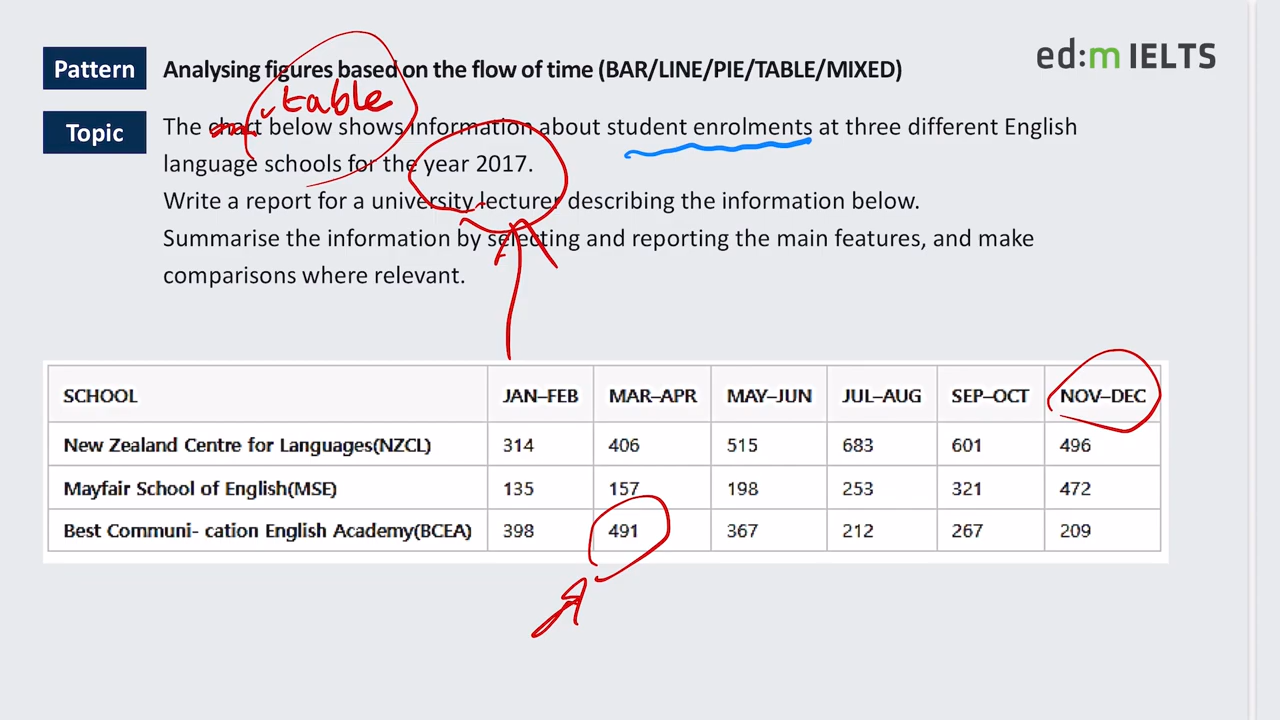 ed:m IELTS
Pattern Analysing figures based on the flow of time (BAR/LINE/PIE/TABLE/MIXED)
table
Topic The chart below shows information about student enrolments at three different English
language schools for the year 2017.
Write a report for a university lecturer describing the information below.
Summarise the information by selecting and reporting the main features, and make
comparisons where relevant.
SCHOOL JAN–FEB MAR–APR MAY–JUN JUL–AUG SEP–OCT NOV–DEC
New Zealand Centre for Languages(NZCL) 314 406 515 683 601 496
Mayfair School of English(MSE) 135 157 198 253 321 472
Best Communi- cation English Academy(BCEA) 398 491 367 212 267 209